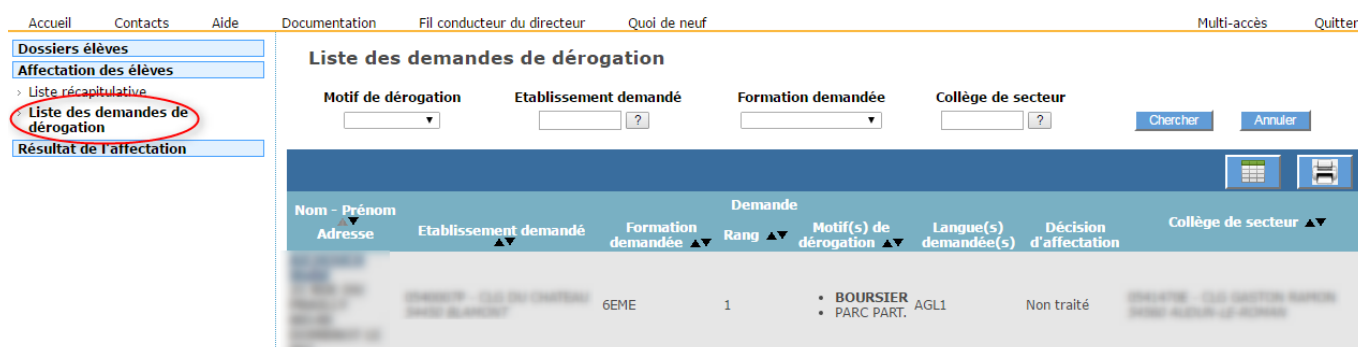 Accueil Contacts Aide Documentation Fil conducteur du directeur Quoi de neuf Multi-accès Quitter
Dossiers élèves
Affectation des élèves
Liste récapitulative
Liste des demandes de
dérogation
Résultat de l'affectation
Liste des demandes de dérogation
Motif de dérogation Etablissement demandé Formation demandée Collège de secteur
? ? Chercher Annuler
Nom - Prénom
Adresse
Etablissement demandé
Demande
Formation
demandée
Rang
Motif(s) de
dérogation
Langue(s)
demandée(s)
Décision
d'affectation
Collège de secteur
6EME 1 • BOURSIER AGL1 Non traité
• PARC PART.